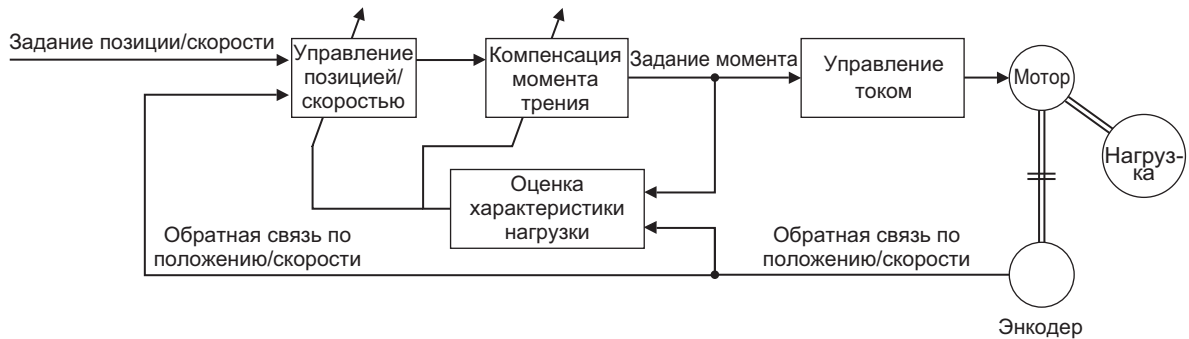 Задание позиции/скорости
Управление
позицией/
скоростью
Компенсация
момента
трения
Задание момента
Управление
током
Мотор
Нагруз-
ка
Оценка
характеристики
нагрузки
Обратная связь по
положению/скорости
Обратная связь по
положению/скорости
Энкодер